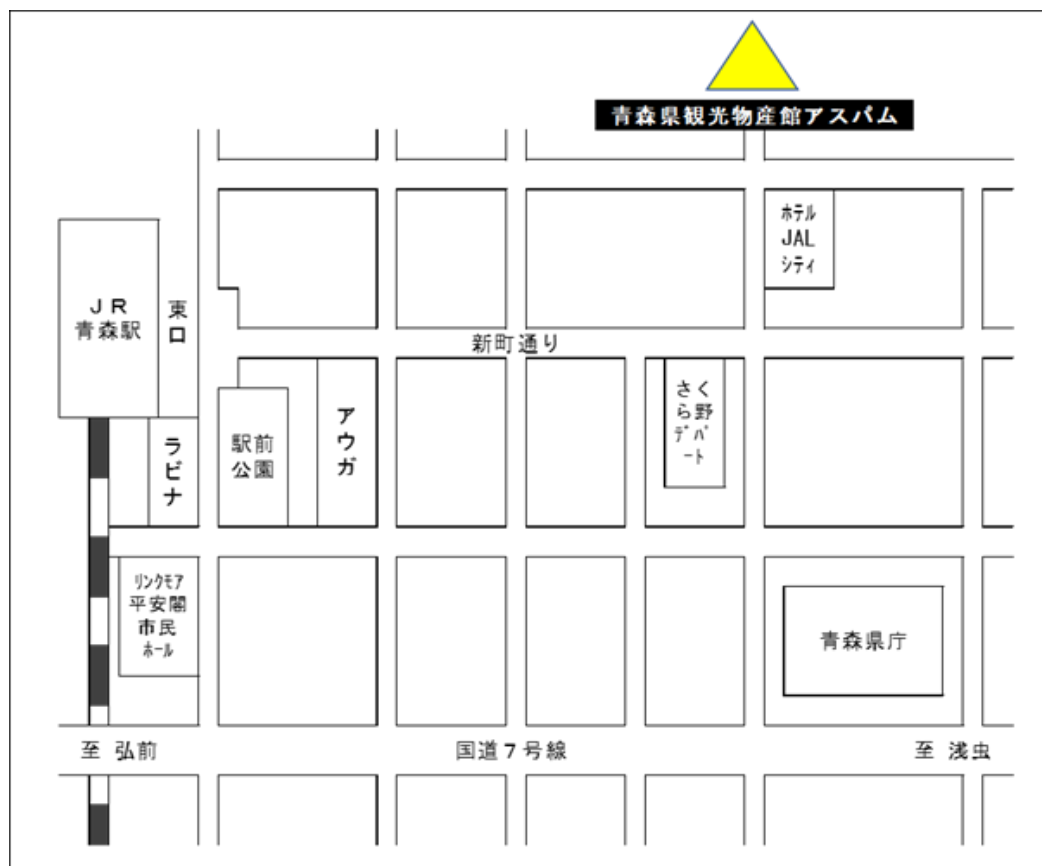 青森県観光物産館アスパム
ホテル
JAL
シティ
ＪＲ
青森駅
東口
新町通り
さくら野デパート
駅前
公園
アウガ
ラビナ
リンクモア
平安閣
市民
ホール
青森県庁
至 弘前
国道７号線
至 浅虫